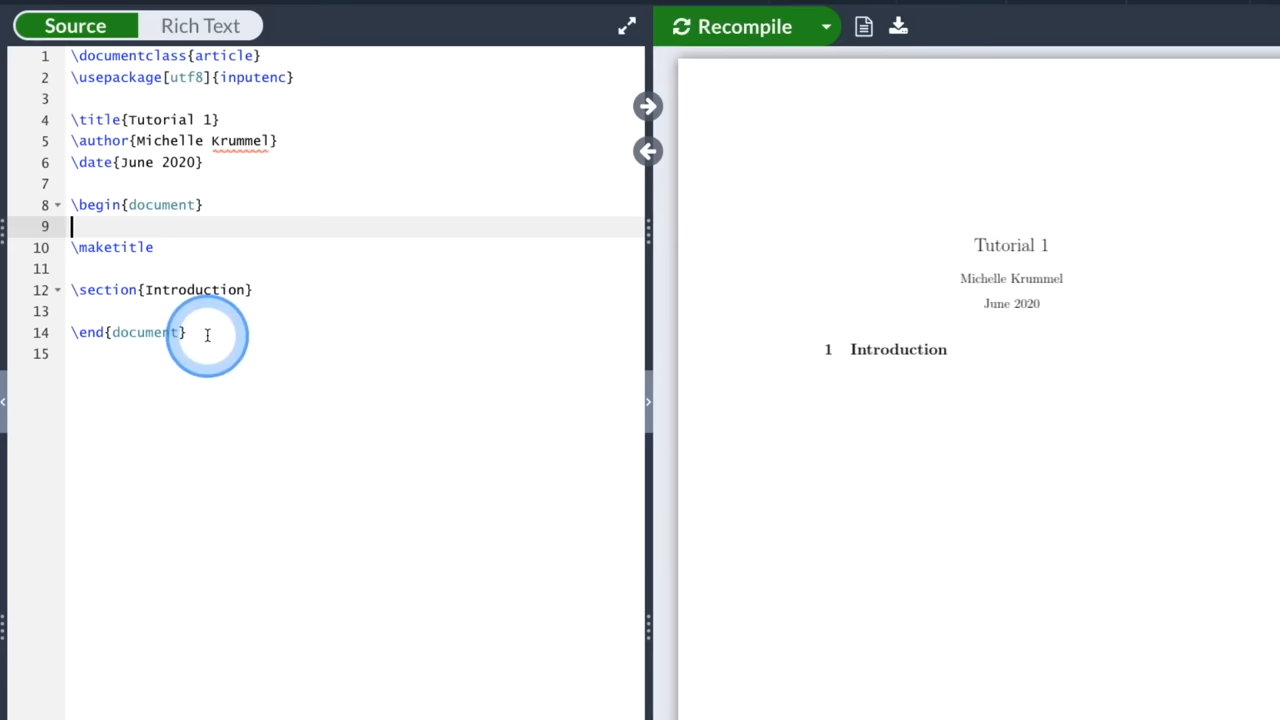 Source Rich Text
Recompile
1 \documentclass{article}
2 \usepackage[utf8]{inputenc}
3
4 \title{Tutorial 1}
5 \author{Michelle Krummel}
6 \date{June 2020}
7
8 \begin{document}
9
10 \maketitle
11
12 \section{Introduction}
13
14 \end{document}
15
Tutorial 1
Michelle Krummel
June 2020
1 Introduction